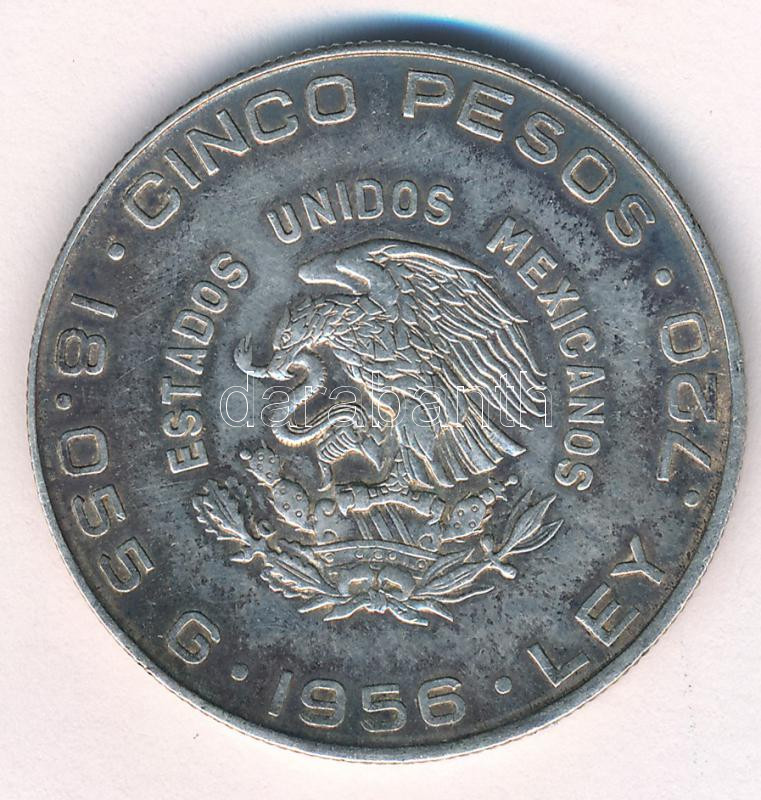 CINCO PESOS · LEY · 720 · 18·055 G · 1956 ·
ESTADOS UNIDOS MEXICANOS
darabanth